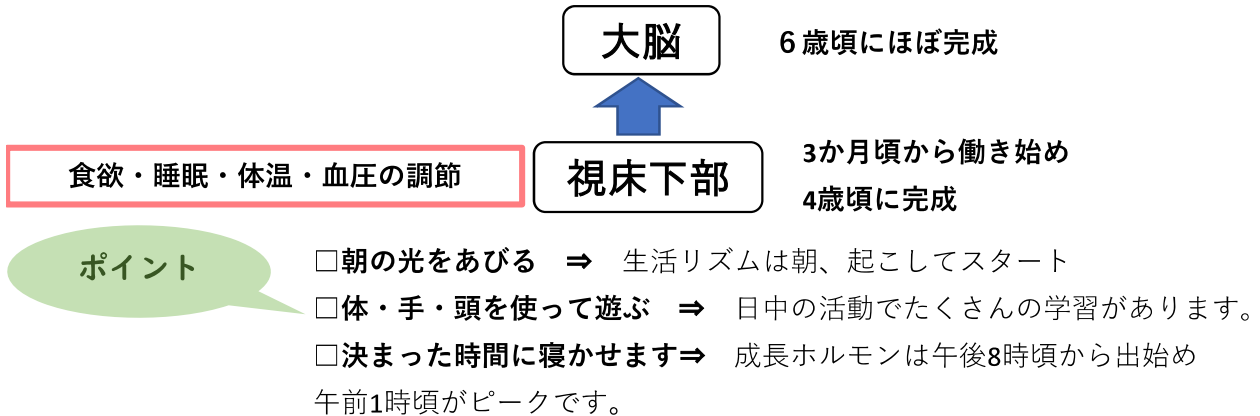 大脳
６歳頃にほぼ完成
食欲・睡眠・体温・血圧の調節
視床下部
3か月頃から働き始め
4歳頃に完成
ポイント
□朝の光をあびる　⇒　生活リズムは朝、起こしてスタート
□体・手・頭を使って遊ぶ　⇒　日中の活動でたくさんの学習があります。
□決まった時間に寝かせます⇒　成長ホルモンは午後8時頃から出始め
午前1時頃がピークです。